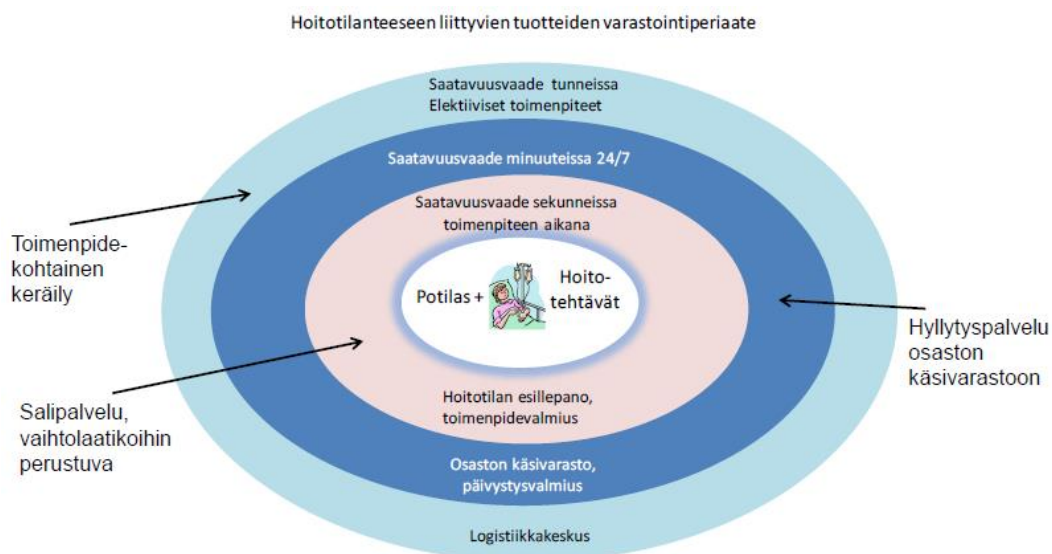 Hoitotilanteeseen liittyvien tuotteiden varastointiperiaate
Saatavuusvaade tunneissa
Elektiiviset toimenpiteet
Saatavuusvaade minuuteissa 24/7
Saatavuusvaade sekunneissa
toimenpiteen aikana
Potilas +
Hoito-
tehtävät
Hoitotilan esillepano,
toimenpidevalmius
Osaston käsivarasto,
päivystysvalmius
Logistiikkakeskus
Toimenpide-
kohtainen
keräily
Salipalvelu,
vaihtolaatikoihin
perustuva
Hyllytyspalvelu
osaston
käsivarastoon